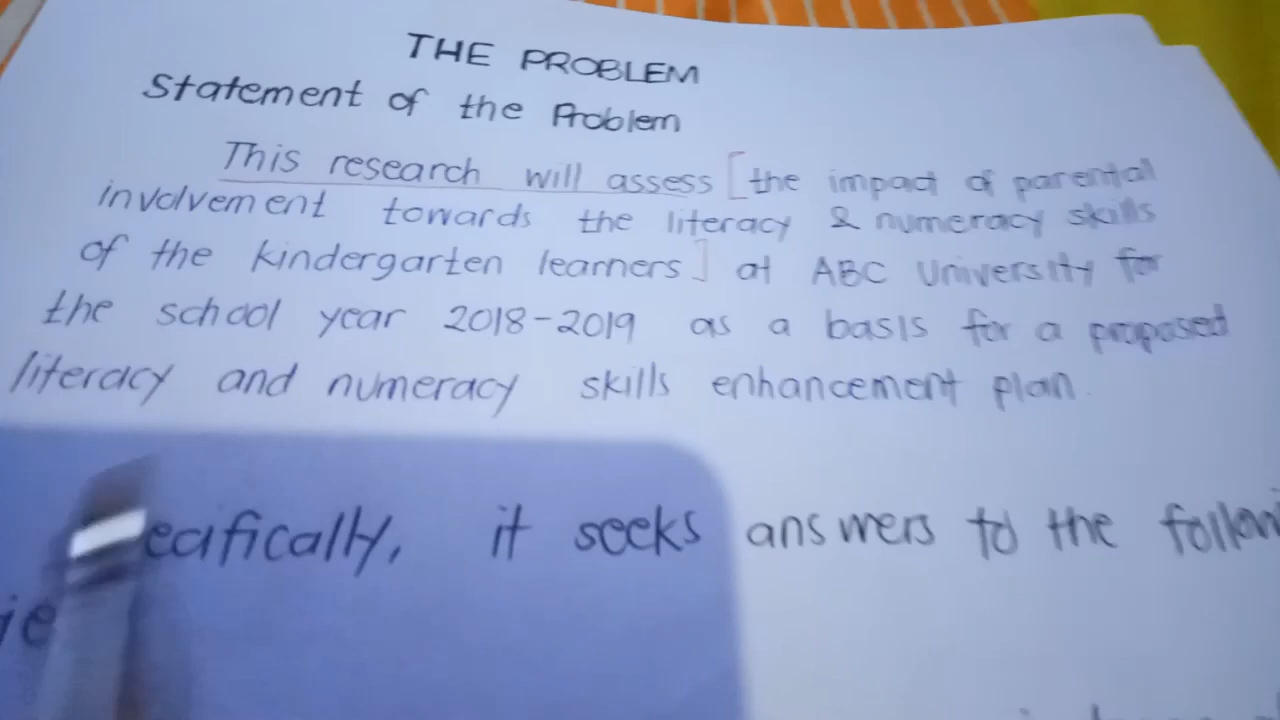 THE PROBLEM
Statement of the Problem
This research will assess [the impact of parental
involvement towards the literacy & numeracy skills
of the kindergarten learners] at ABC University for
the school year 2018-2019 as a basis for a proposed
literacy and numeracy skills enhancement plan.
ecifically, it seeks answers to the